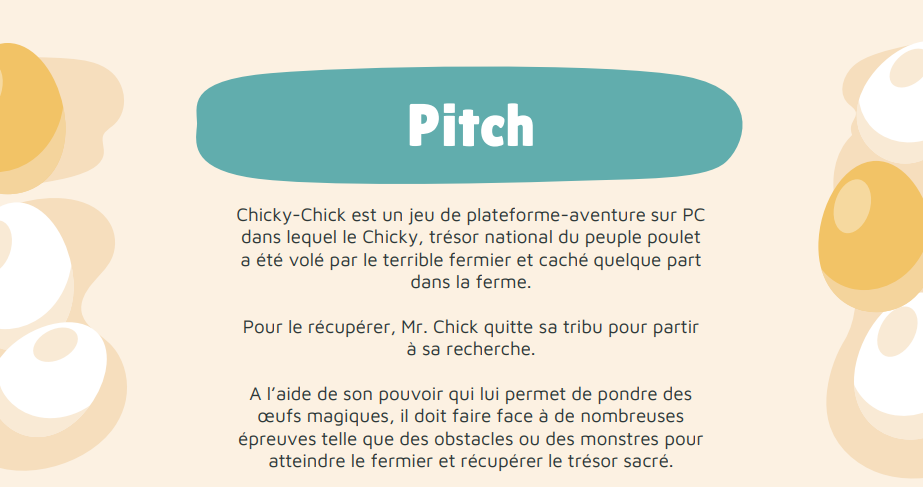 Pitch
Chicky-Chick est un jeu de plateforme-aventure sur PC
dans lequel le Chicky, trésor national du peuple poulet
a été volé par le terrible fermier et caché quelque part
dans la ferme.
Pour le récupérer, Mr. Chick quitte sa tribu pour partir
à sa recherche.
A l'aide de son pouvoir qui lui permet de pondre des
œufs magiques, il doit faire face à de nombreuses
épreuves telle que des obstacles ou des monstres pour
atteindre le fermier et récupérer le trésor sacré.